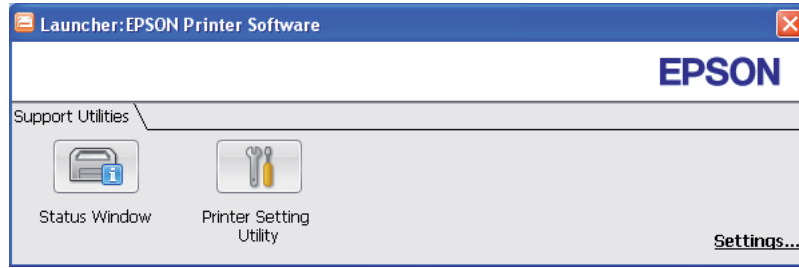 Launcher:EPSON Printer Software
EPSON
Support Utilities
Status Window
Printer Setting
Utility
Settings...